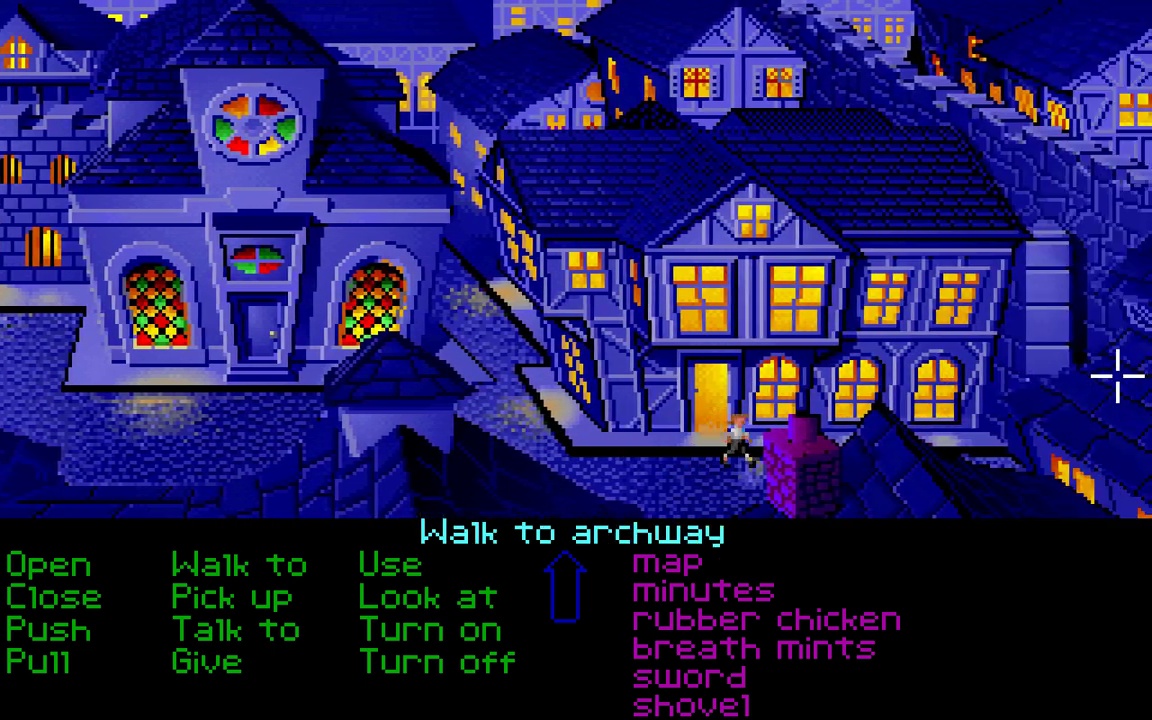 Walk to archway
Open Walk to Use
Close Pick up Look at
Push Talk to Turn on
Pull Give Turn off
map
minutes
rubber chicken
breath mints
sword
shovel